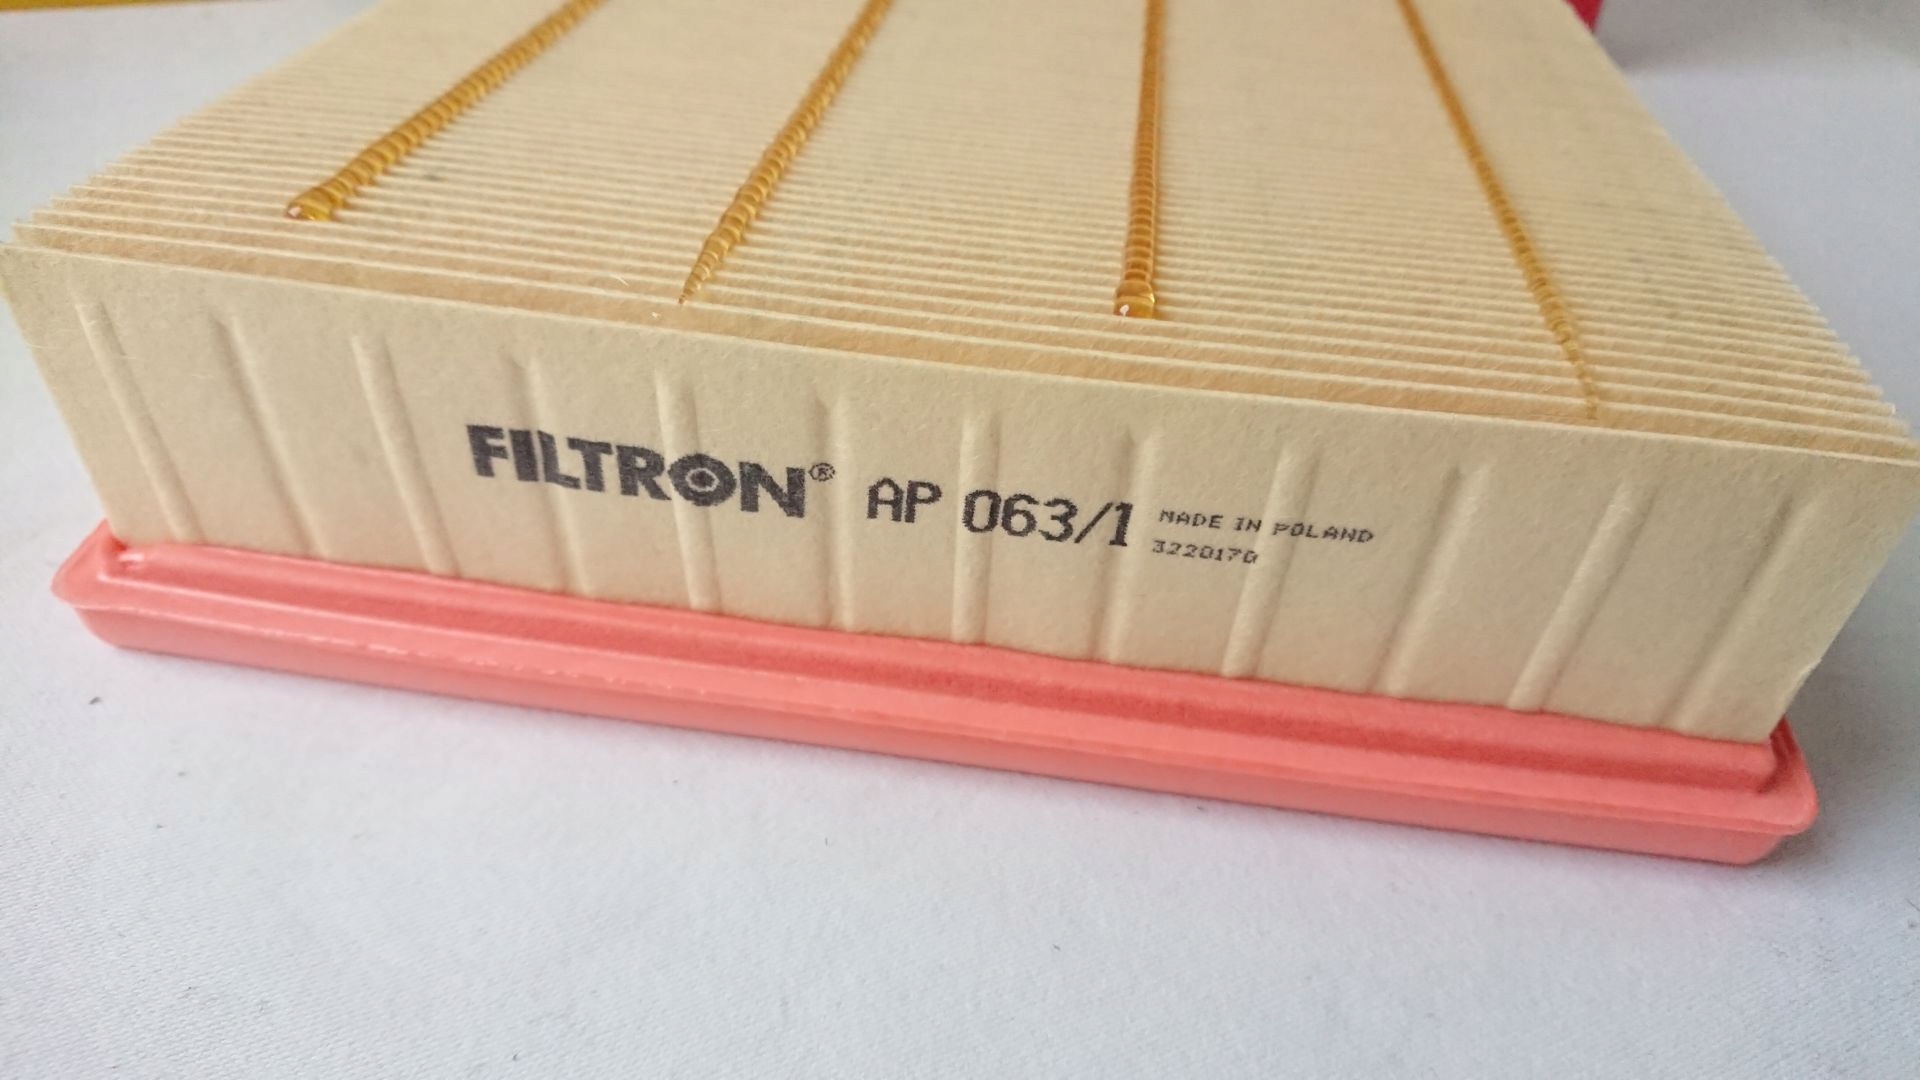 FILTRON® AP 063/1 MADE IN POLAND
3220170